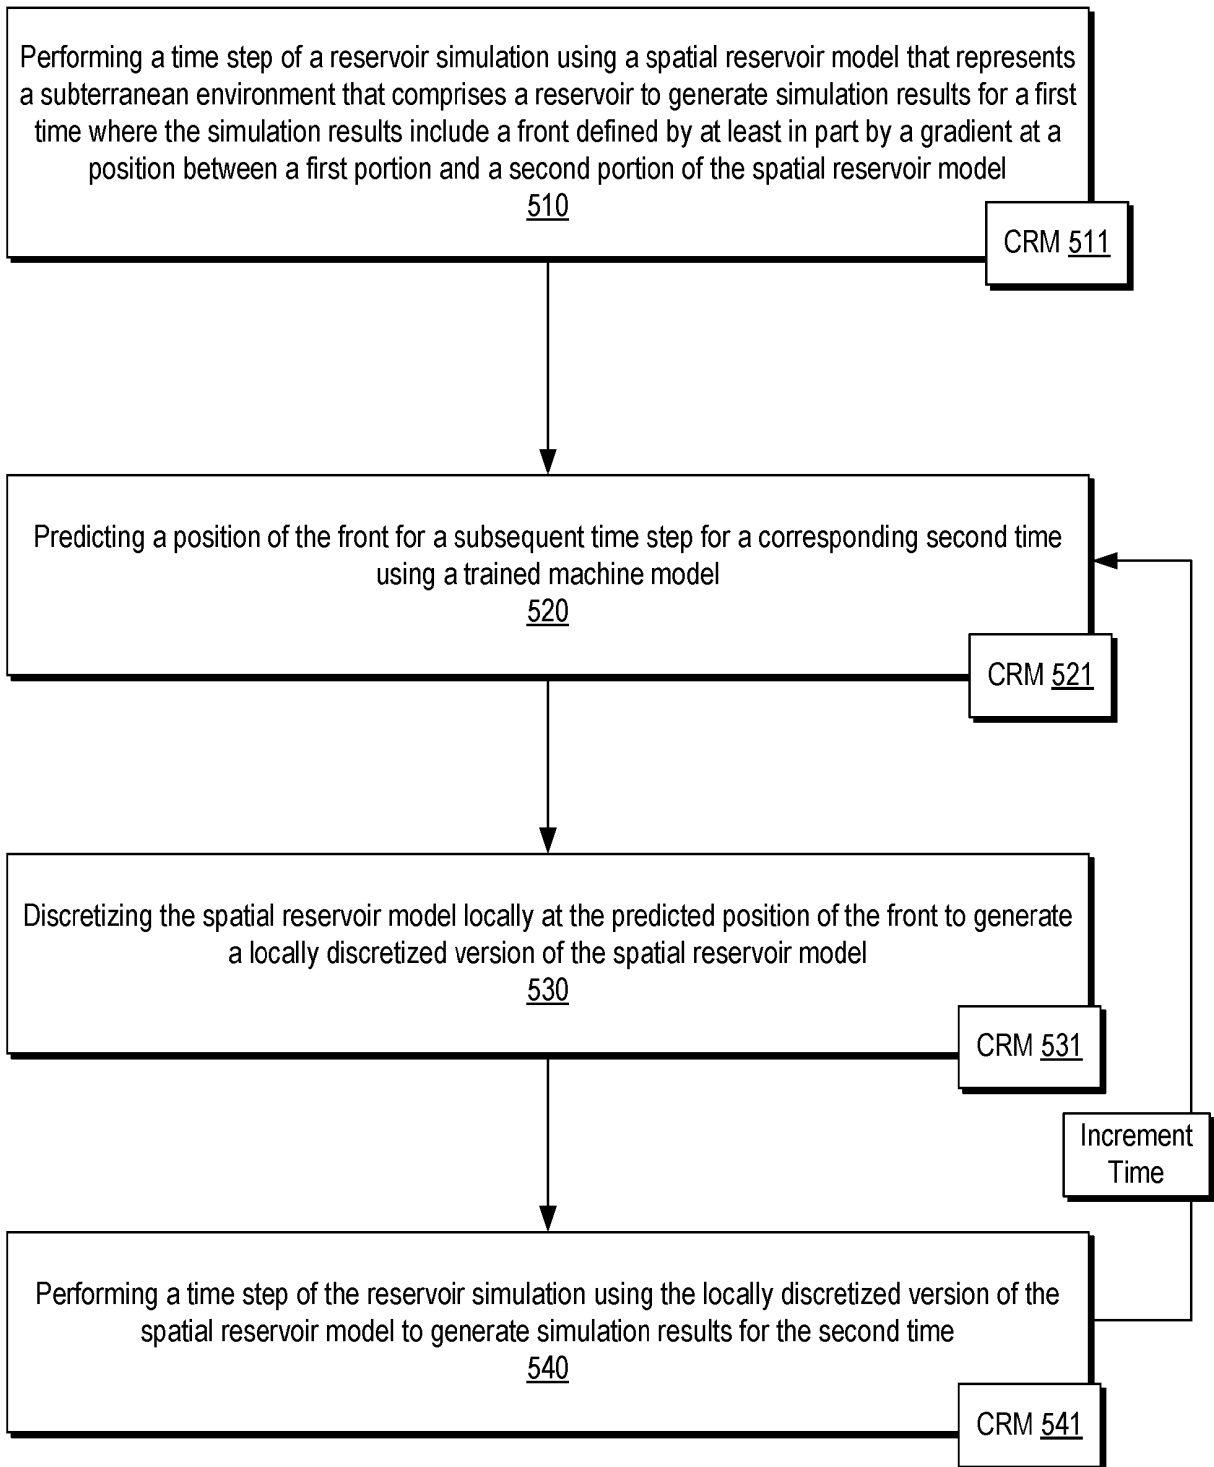 Performing a time step of a reservoir simulation using a spatial reservoir model that represents
a subterranean environment that comprises a reservoir to generate simulation results for a first
time where the simulation results include a front defined by at least in part by a gradient at a
position between a first portion and a second portion of the spatial reservoir model
510
CRM 511
Predicting a position of the front for a subsequent time step for a corresponding second time
using a trained machine model
520
CRM 521
Discretizing the spatial reservoir model locally at the predicted position of the front to generate
a locally discretized version of the spatial reservoir model
530
CRM 531
Increment
Time
Performing a time step of the reservoir simulation using the locally discretized version of the
spatial reservoir model to generate simulation results for the second time
540
CRM 541